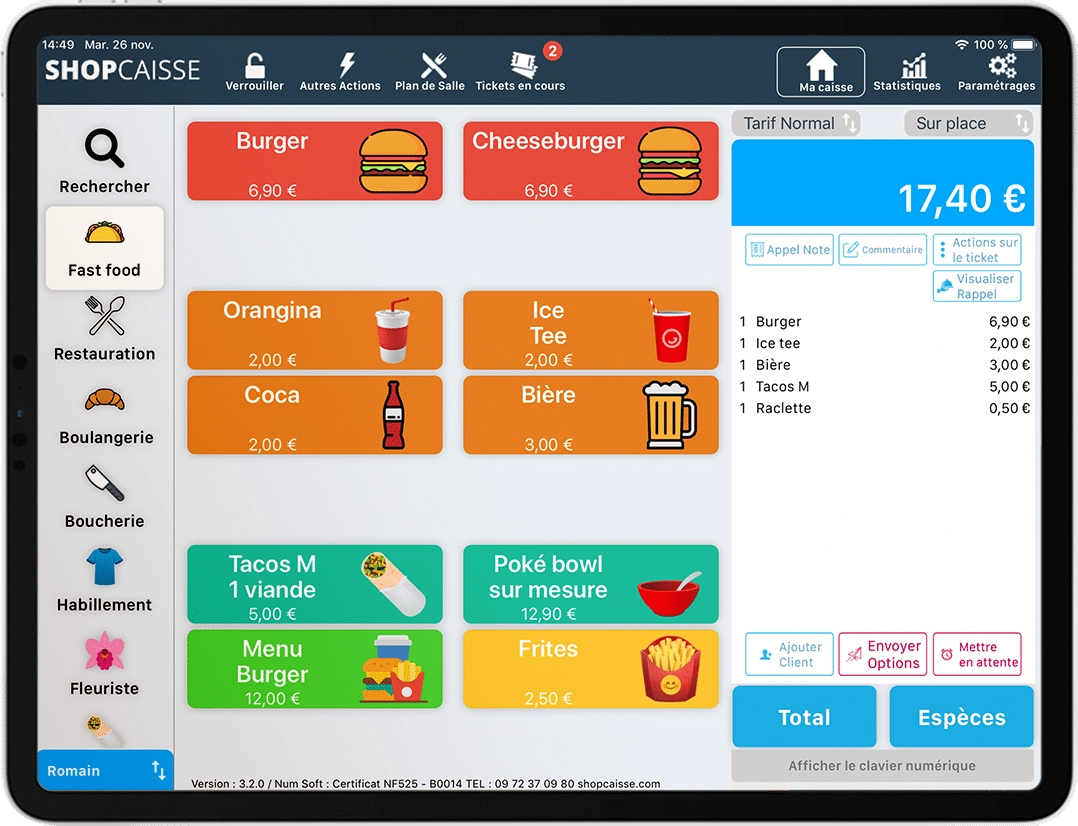 14:49 Mar. 26 nov.
100 %
SHOPCAISSE
Verrouiller
Autres Actions
Plan de Salle
2
Tickets en cours
Ma caisse
Statistiques
Paramétrages
Rechercher
Fast food
Restauration
Boulangerie
Boucherie
Habillement
Fleuriste
Romain
Burger
6,90 €
Cheeseburger
6,90 €
Orangina
2,00 €
Ice
Tee
2,00 €
Coca
2,00 €
Bière
3,00 €
Tacos M
1 viande
5,00 €
Poké bowl
sur mesure
12,90 €
Menu
Burger
12,00 €
Frites
2,50 €
Version : 3.2.0 / Num Soft : Certificat NF525 - B0014 TEL : 09 72 37 09 80 shopcaisse.com
Tarif Normal
Sur place
17,40 €
Appel Note
Commentaire
Actions sur
le ticket
Visualiser
Rappel
1 Burger 6,90 €
1 Ice tee 2,00 €
1 Bière 3,00 €
1 Tacos M 5,00 €
1 Raclette 0,50 €
Ajouter
Client
Envoyer
Options
Mettre
en attente
Total
Espèces
Afficher le clavier numérique